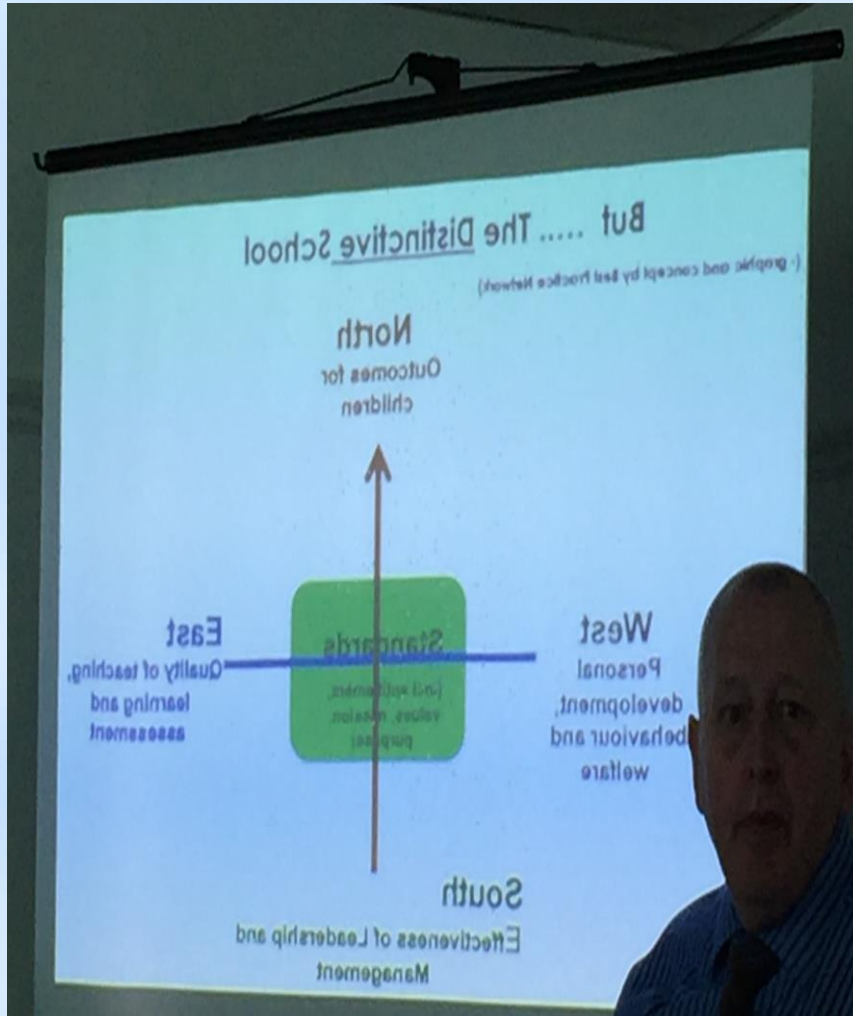 But ..... The Distinctive School
(- graphic and concept by Best Practice Network)
North
Outcomes for
children
West
Personal
development,
behaviour and
welfare
Standards
values, mission,
East
Quality of teaching,
learning and
assessment
South
Effectiveness of Leadership and
Management